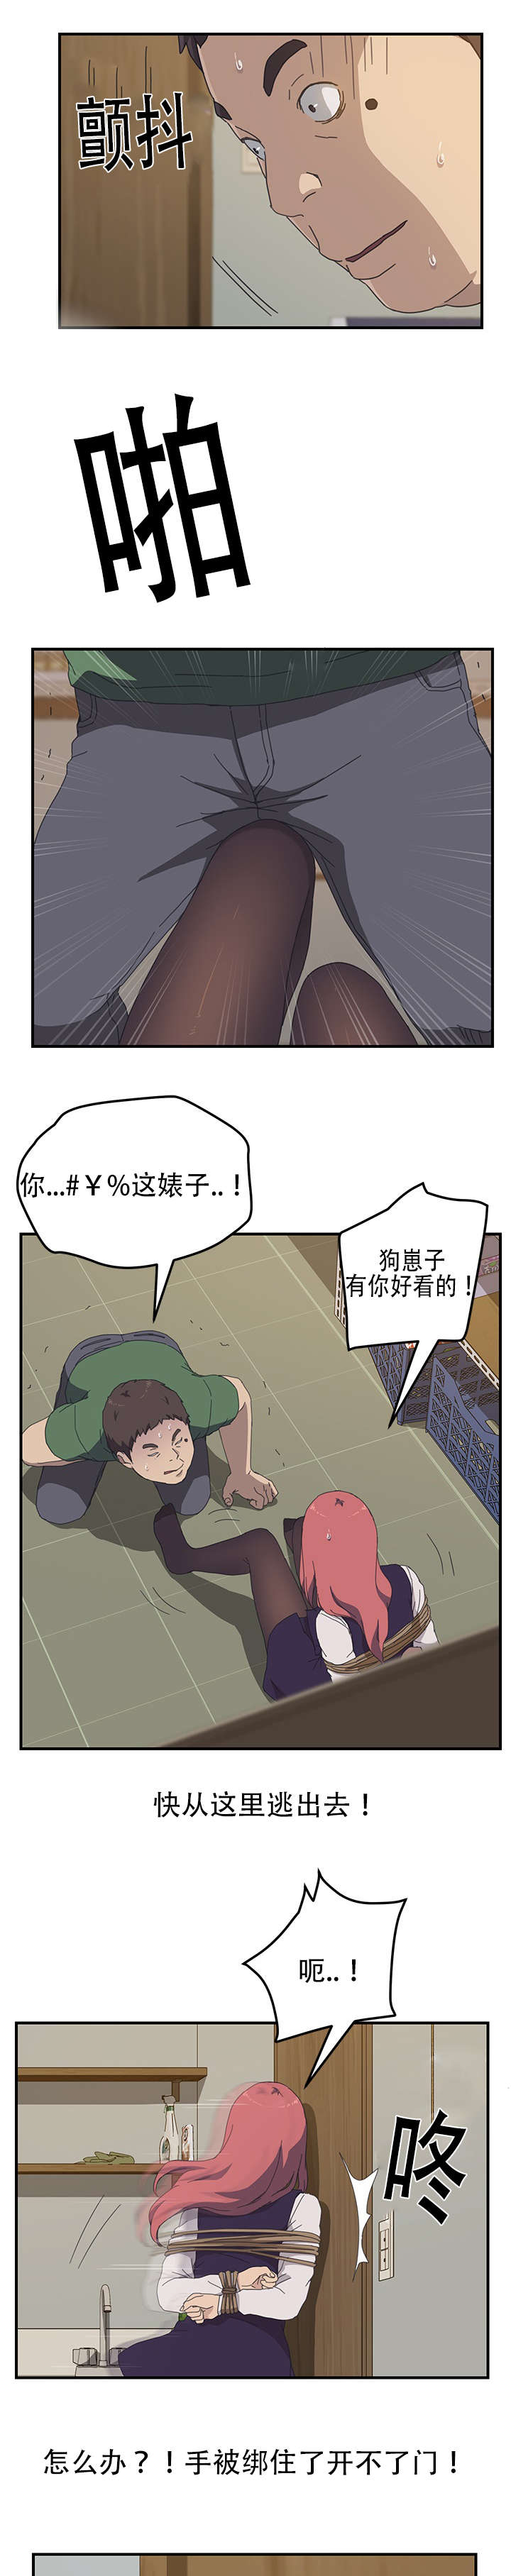 颤抖
啪
你...#￥%这婊子..！
狗崽子
有你好看的！
快从这里逃出去！
呃..！
咚
怎么办？！手被绑住了开不了门！